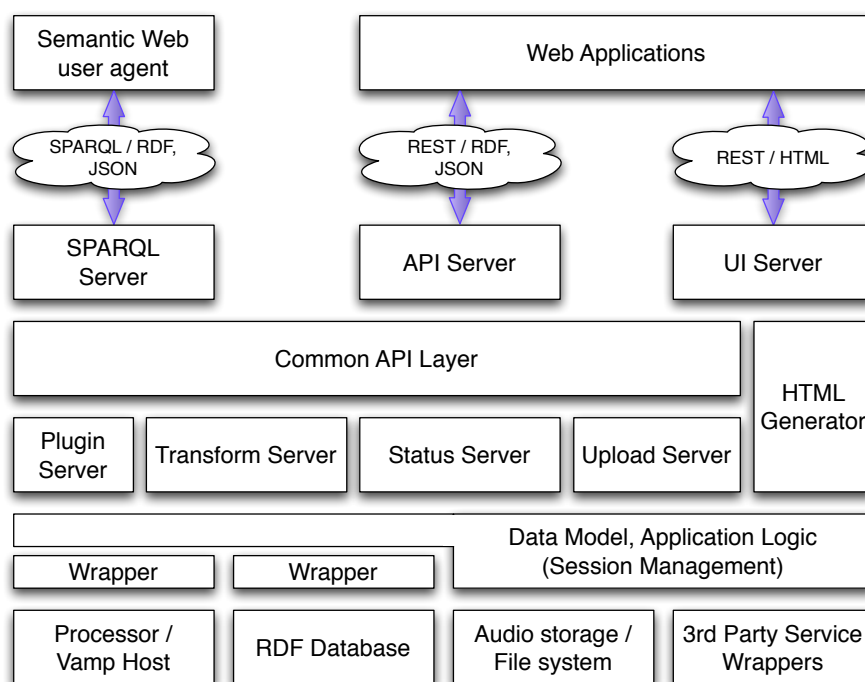 Semantic Web
user agent
Web Applications
SPARQL / RDF,
JSON
REST / RDF,
JSON
REST / HTML
SPARQL
Server
API Server
UI Server
Common API Layer
HTML
Generator
Plugin
Server
Transform Server
Status Server
Upload Server
Data Model, Application Logic
(Session Management)
Wrapper
Wrapper
Processor /
Vamp Host
RDF Database
Audio storage /
File system
3rd Party Service
Wrappers